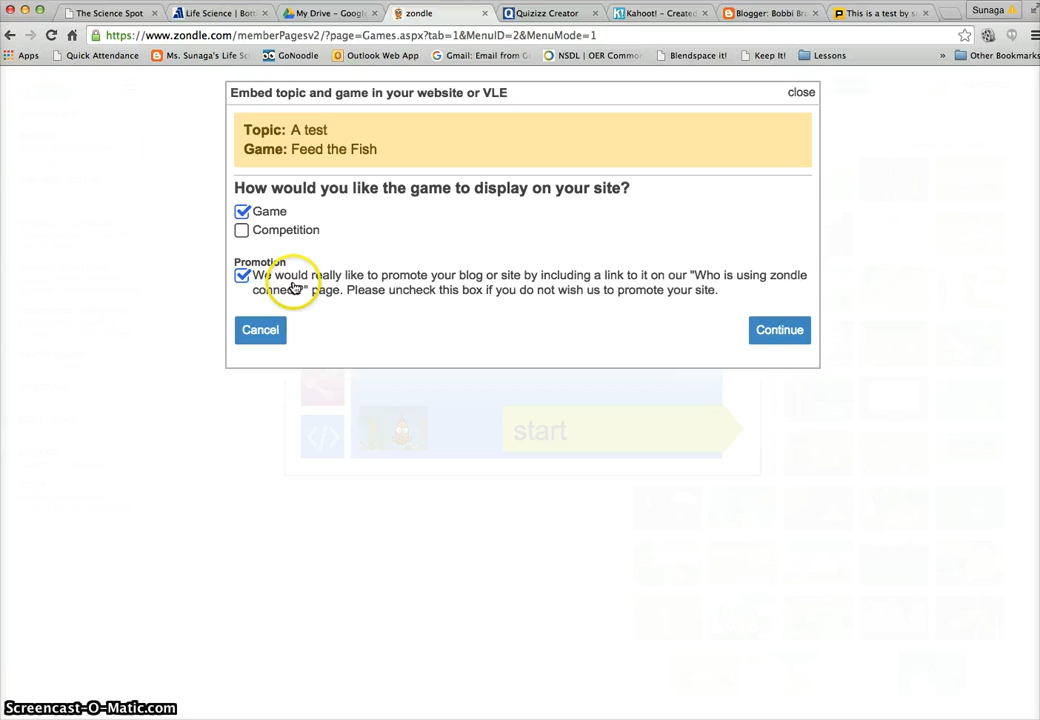 The Science Spot
Life Science | Bott
My Drive – Googl
zondle
Quizizz Creator
Kahoot! – Create
Blogger: Bobbi Br
This is a test by s
Sunaga
https://www.zondle.com/memberPagesv2/?page=Games.aspx?tab=1&MenuID=2&MenuMode=1
Apps
Quick Attendance
Ms. Sunaga's Life Sc
GoNoodle
Outlook Web App
Gmail: Email from G
NSDL | OER Commo
Blendspace it!
Keep It!
Lessons
»
Other Bookmarks
Embed topic and game in your website or VLE
close
Topic: A test
Game: Feed the Fish
How would you like the game to display on your site?
Game
Competition
Promotion
We would really like to promote your blog or site by including a link to it on our "Who is using zondle
connect?" page. Please uncheck this box if you do not wish us to promote your site.
Cancel
Continue
</> start
Screencast-O-Matic.com